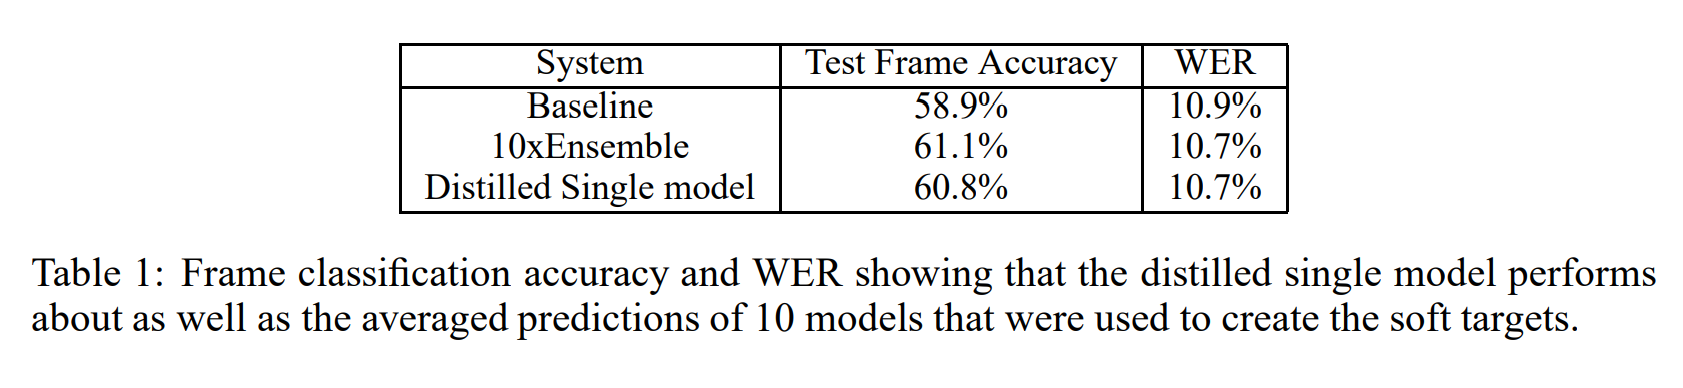 System Test Frame Accuracy WER
Baseline 58.9% 10.9%
10xEnsemble 61.1% 10.7%
Distilled Single model 60.8% 10.7%
Table 1: Frame classification accuracy and WER showing that the distilled single model performs
about as well as the averaged predictions of 10 models that were used to create the soft targets.